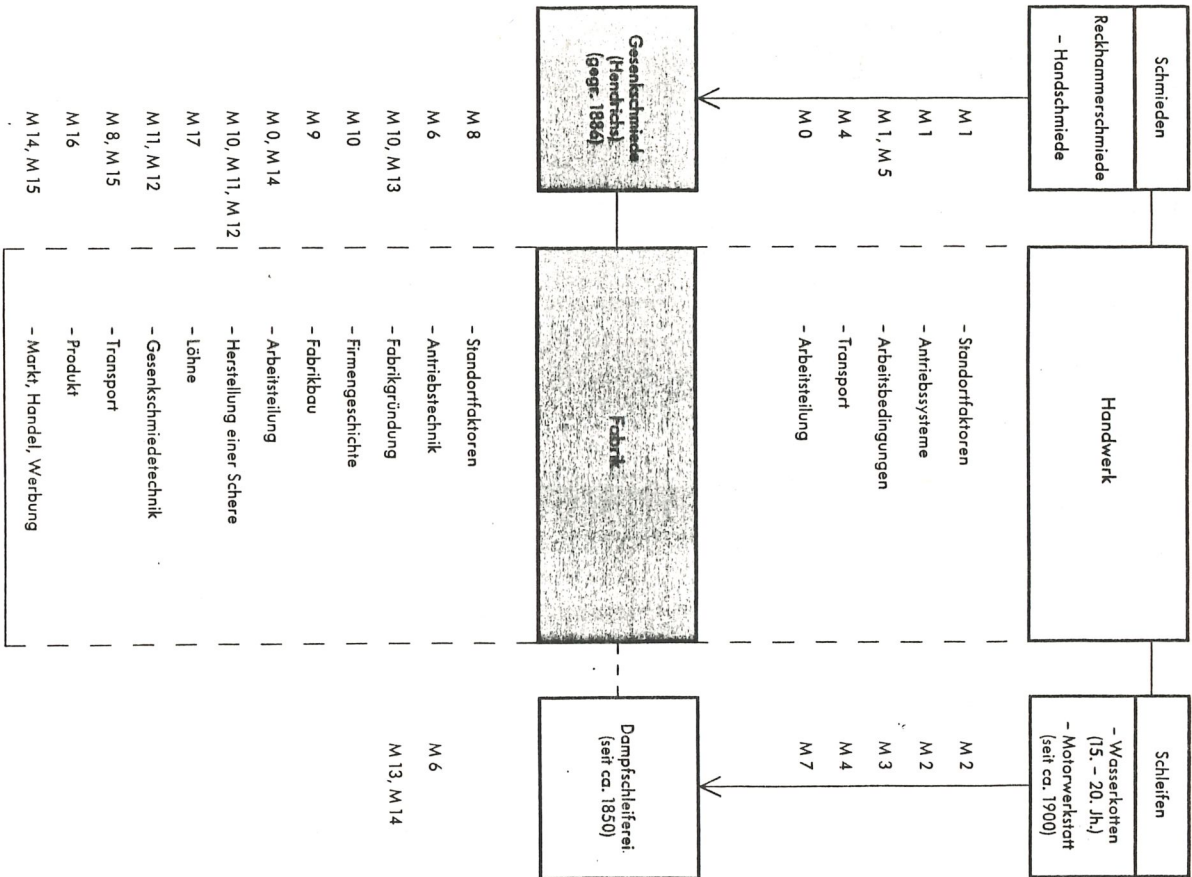 Schmieden
Reckhammerschmiede
– Handschmiede
Handwerk
Schleifen
– Wasserkotten
(15. – 20. Jh.)
– Motorwerkstatt
(seit ca. 1900)
M 1
– Standortfaktoren
M 2
M 1
– Antriebssysteme
M 2
M 1, M 5
– Arbeitsbedingungen
M 3
M 4
– Transport
M 4
M 0
– Arbeitsteilung
M 7
Gesenkschmiede
(Hendrichs)
(gegr. 1886)
Fabrik
Dampfschleiferei.
(seit ca. 1850)
M 8
– Standortfaktoren
M 6
– Antriebstechnik
M 6
M 10, M 13
– Fabrikgründung
M 13, M 14
M 10
– Firmengeschichte
M 9
– Fabrikbau
M 0, M 14
– Arbeitsteilung
M 10, M 11, M 12
– Herstellung einer Schere
M 17
– Löhne
M 11, M 12
– Gesenkschmiedetechnik
M 8, M 15
– Transport
M 16
– Produkt
M 14, M 15
– Markt, Handel, Werbung